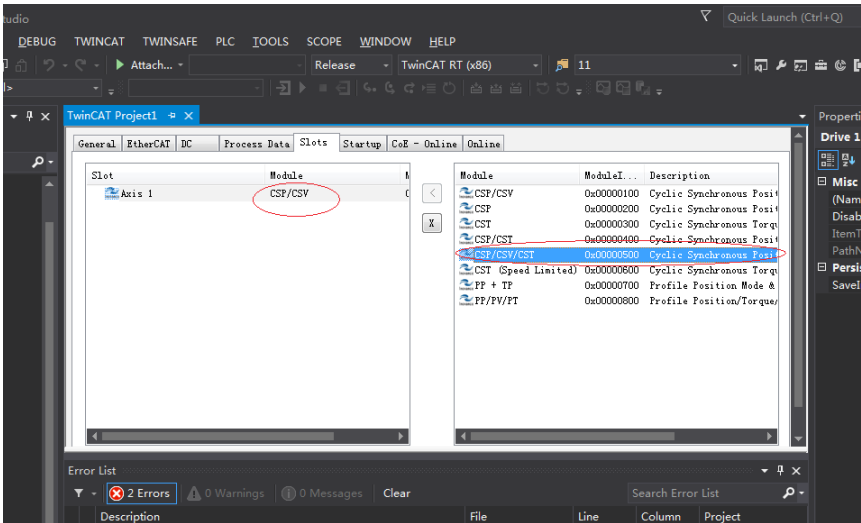 tudio
Quick Launch (Ctrl+Q)
DEBUG TWINCAT TWINSAFE PLC TOOLS SCOPE WINDOW HELP
Attach... Release TwinCAT RT (x86) 11
TwinCAT Project1
Properti
General EtherCAT DC Process Data Slots Startup CoE - Online Online
Drive 1
Slot Module M
Axis 1 CSP/CSV 0
< X
Module ModuleI... Description
CSP/CSV 0x00000100 Cyclic Synchronous Posit
CSP 0x00000200 Cyclic Synchronous Posit
CST 0x00000300 Cyclic Synchronous Torqu
CSP/CST 0x00000400 Cyclic Synchronous Posit
CSP/CSV/CST 0x00000500 Cyclic Synchronous Posi
CST (Speed Limited) 0x00000600 Cyclic Synchronous Torqu
PP + TP 0x00000700 Profile Position Mode &
PP/PV/PT 0x00000800 Profile Position/Torque/
Misc
(Nam
Disab
ItemT
PathN
Persis
SaveI
Error List
2 Errors 0 Warnings 0 Messages Clear Search Error List
Description File Line Column Project